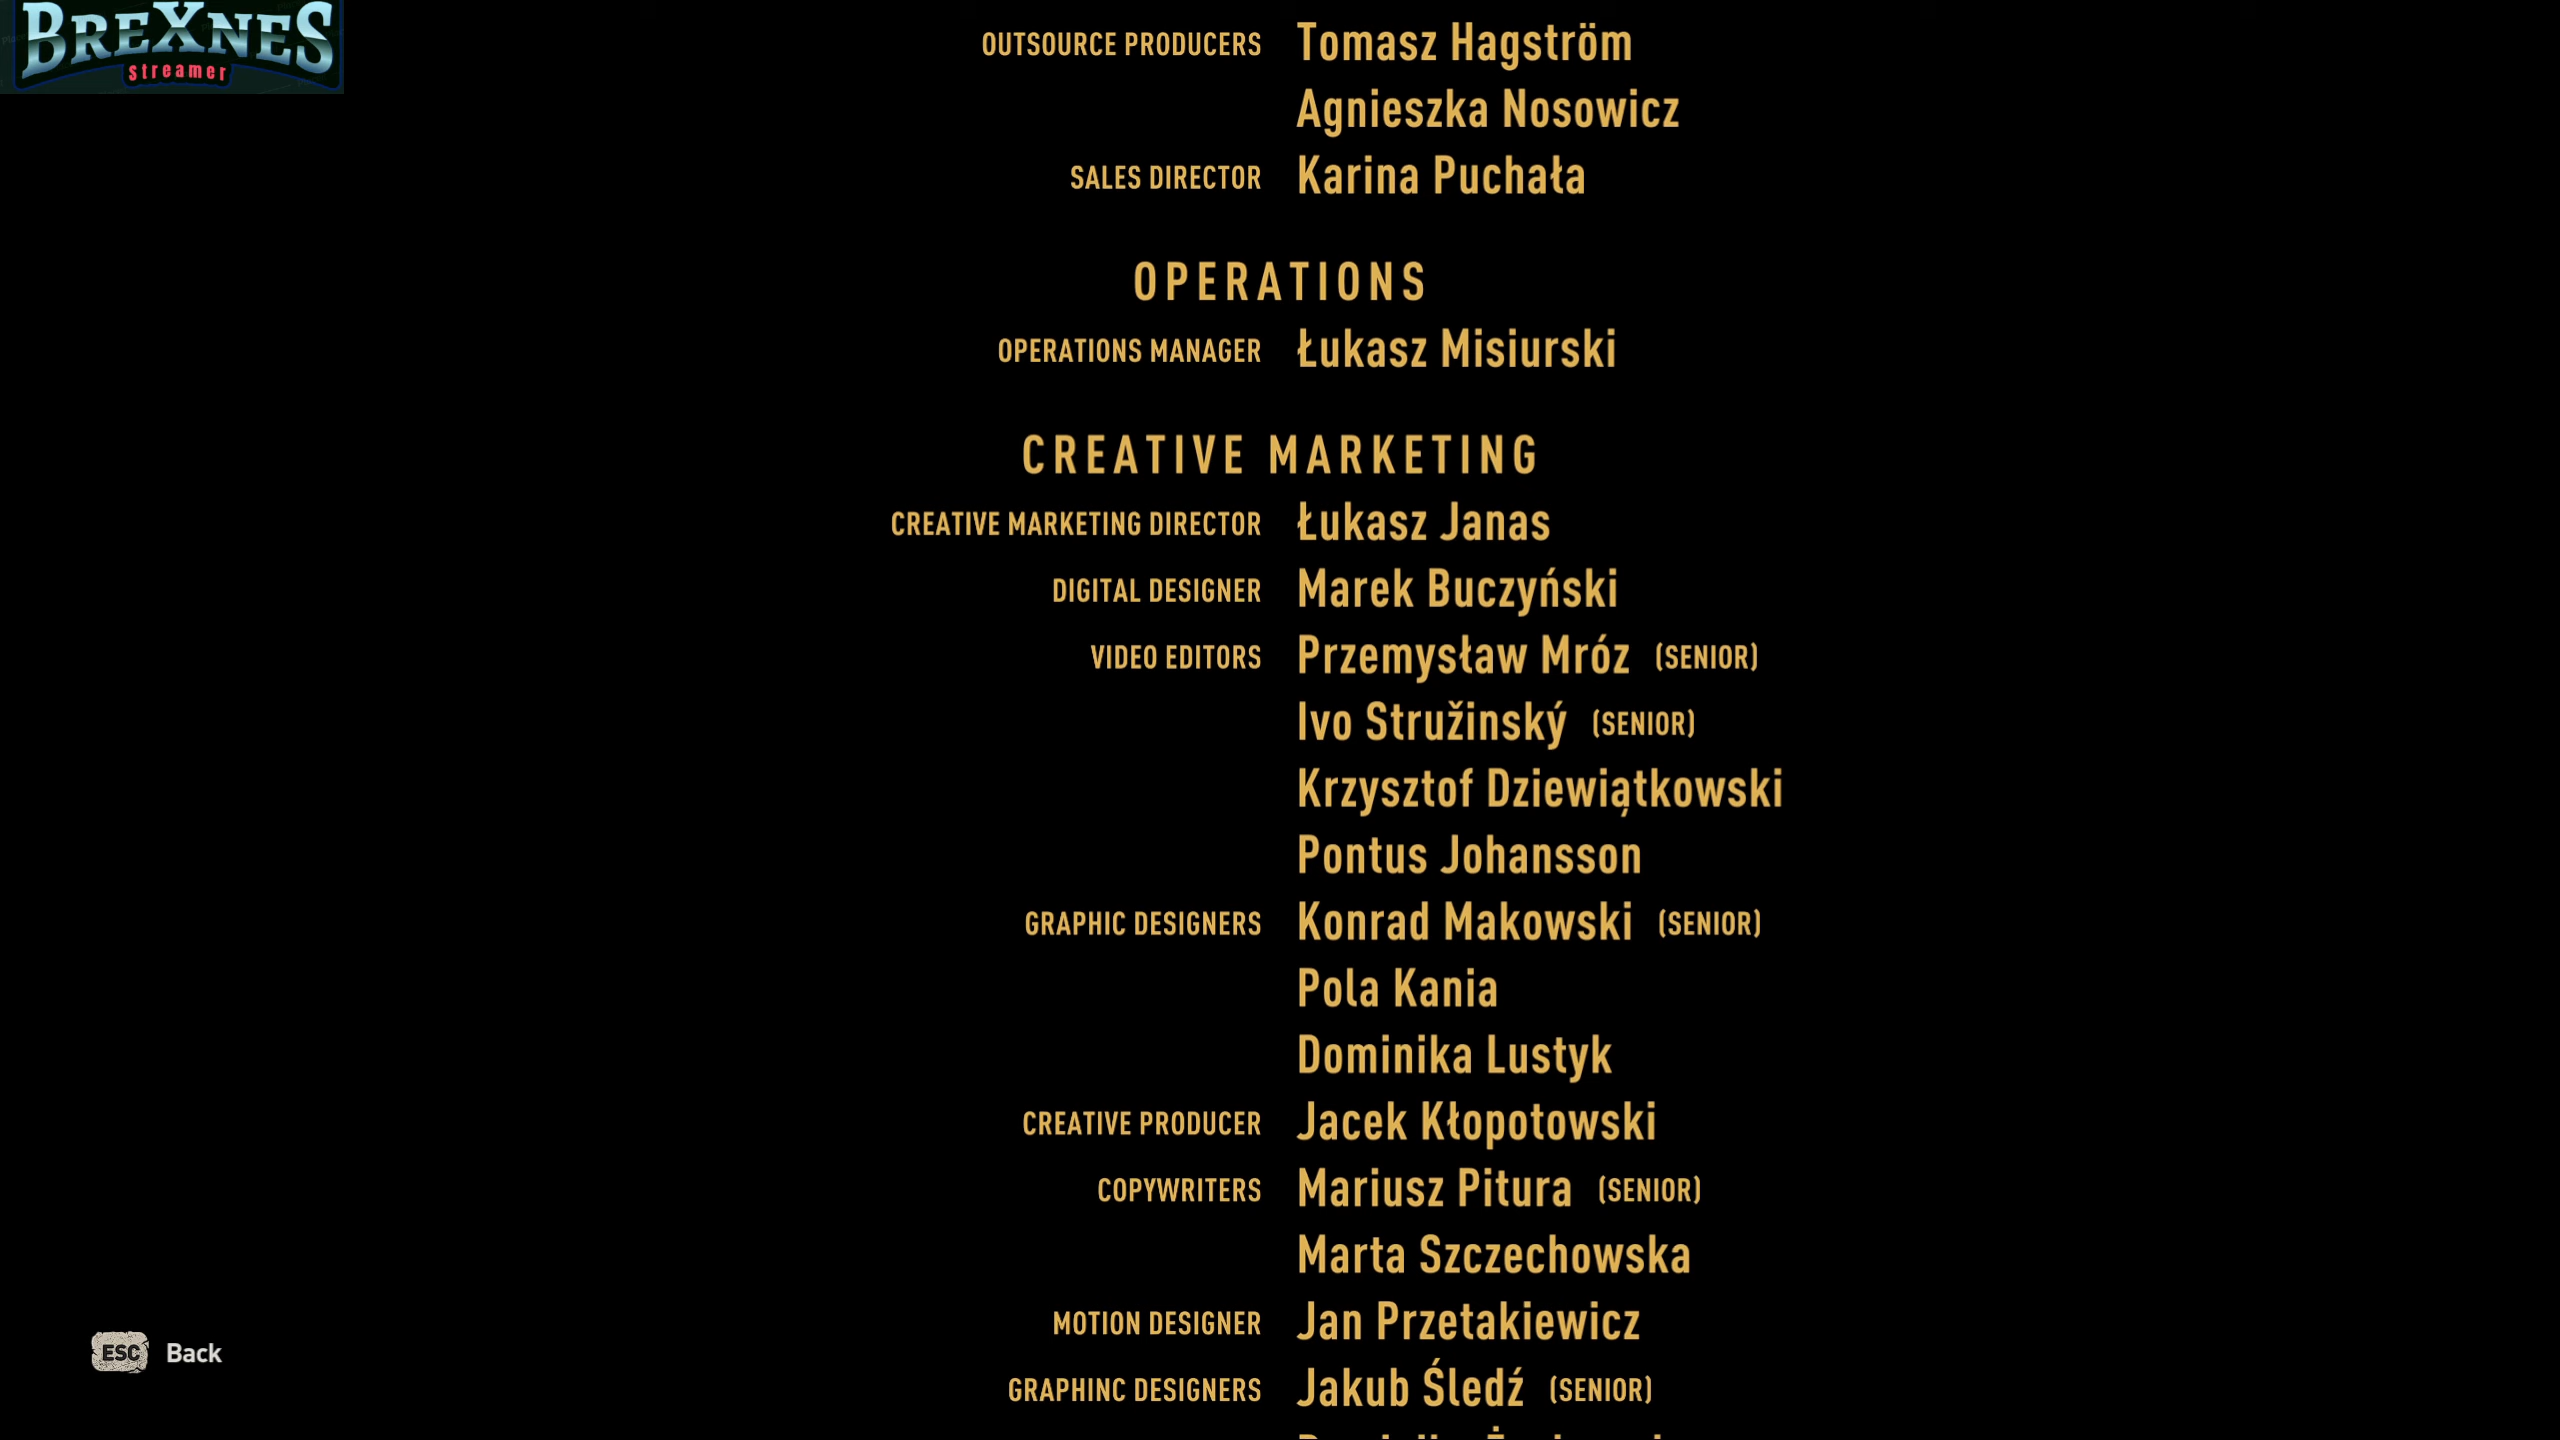 BREXNES
streamer
OUTSOURCE PRODUCERS Tomasz Hagström
Agnieszka Nosowicz
SALES DIRECTOR Karina Puchała
OPERATIONS
OPERATIONS MANAGER Łukasz Misiurski
CREATIVE MARKETING
CREATIVE MARKETING DIRECTOR Łukasz Janas
DIGITAL DESIGNER Marek Buczyński
VIDEO EDITORS Przemysław Mróz (SENIOR)
Ivo Stružinský (SENIOR)
Krzysztof Dziewiątkowski
Pontus Johansson
GRAPHIC DESIGNERS Konrad Makowski (SENIOR)
Pola Kania
Dominika Lustyk
CREATIVE PRODUCER Jacek Kłopotowski
COPYWRITERS Mariusz Pitura (SENIOR)
Marta Szczechowska
MOTION DESIGNER Jan Przetakiewicz
ESC Back
GRAPHINC DESIGNERS Jakub Śledź (SENIOR)